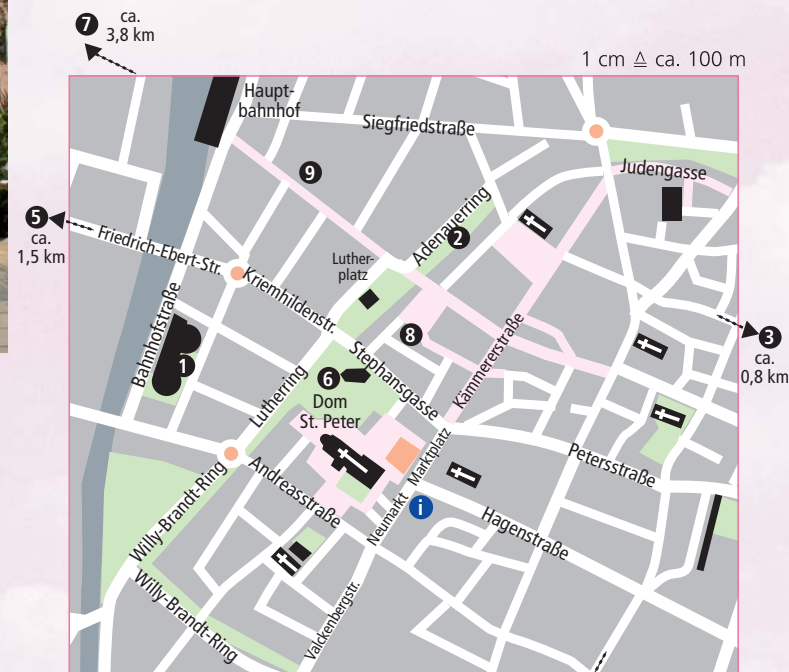 7
ca.
3,8 km
1 cm ≙ ca. 100 m
Haupt-
bahnhof
Siegfriedstraße
Judengasse
9
5
ca.
1,5 km
Friedrich-Ebert-Str.
Adenauerring
2
Luther-
platz
Kriemhildenstr.
Bahnhofstraße
1
8
3
ca.
0,8 km
Kämmererstraße
Stephansgasse
Lutherring
6
Dom
St. Peter
Marktplatz
Petersstraße
Andreasstraße
Neumarkt
i
Hagenstraße
Willy-Brandt-Ring
Willy-Brandt-Ring
Valckenbergstr.